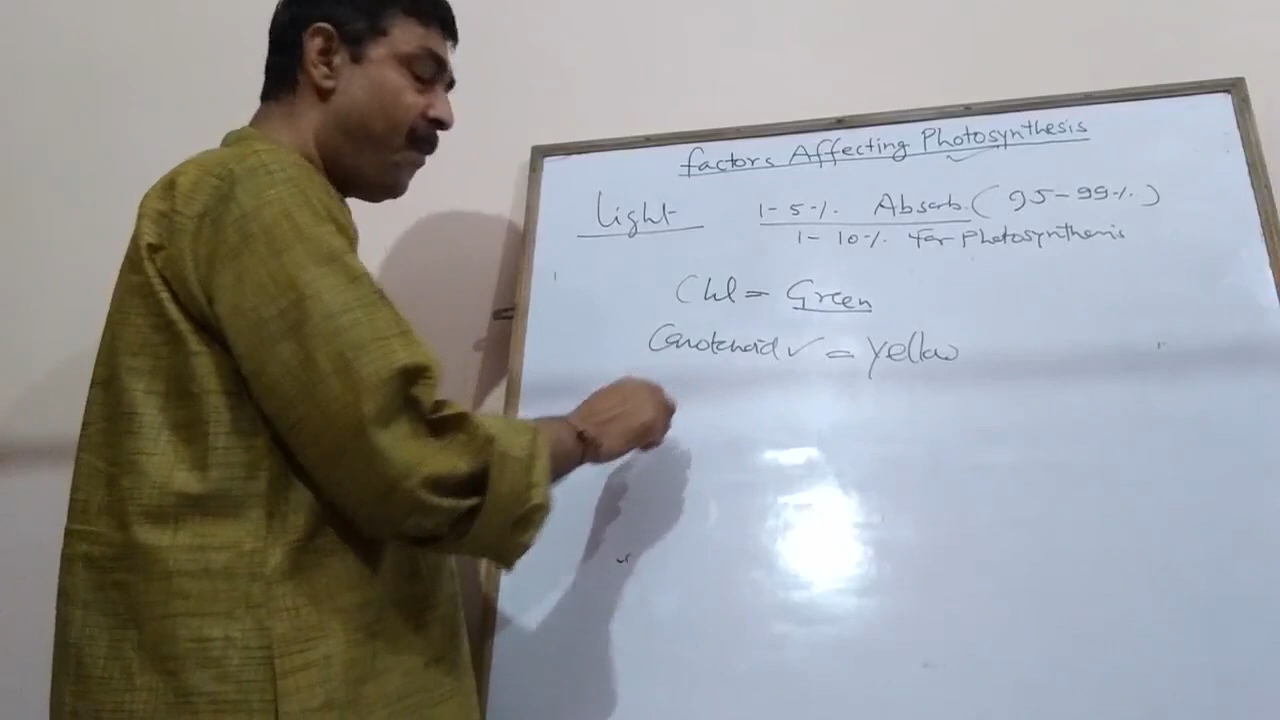 Factors Affecting Photosynthesis
Light 1-5% Absorb. (95-99%)
1-10% For Photosynthesis
Chl = Green
Carotenoid ✓ = Yellow